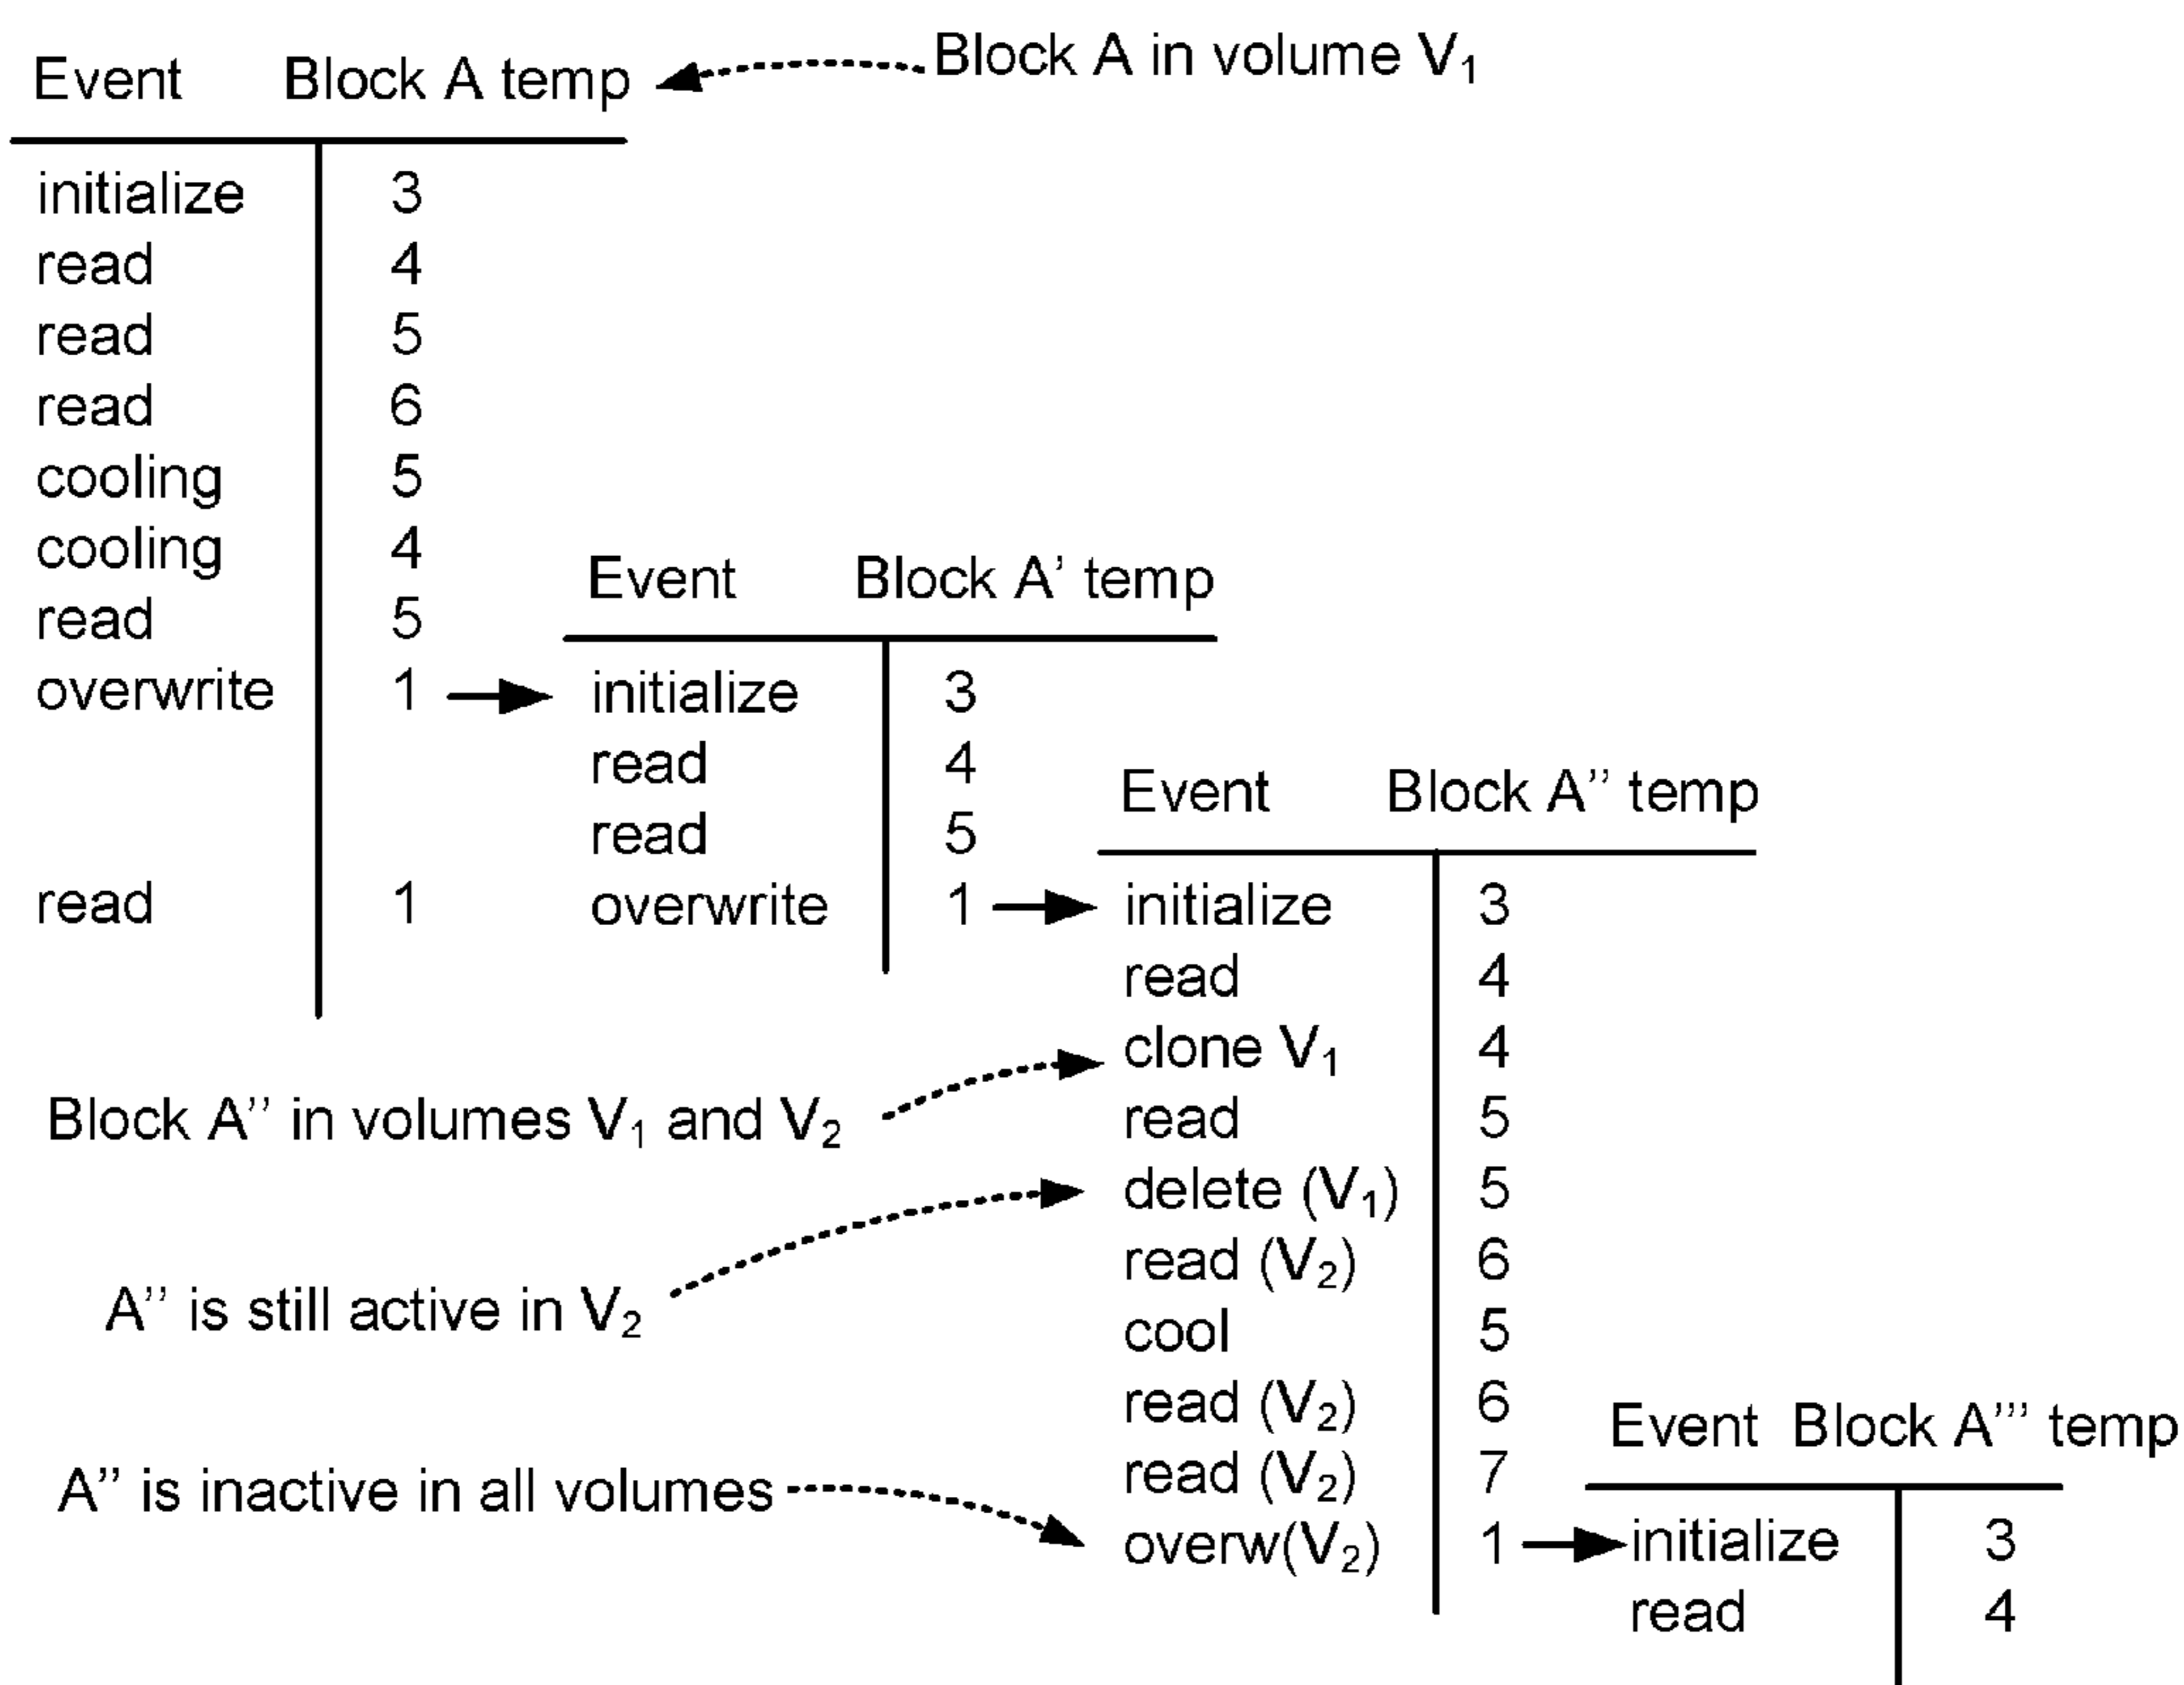 Event Block A temp Block A in volume V1
initialize 3
read 4
read 5
read 6
cooling 5
cooling 4
read 5
overwrite 1
read 1
Event Block A' temp
initialize 3
read 4
read 5
overwrite 1
Event Block A'' temp
initialize 3
read 4
clone V1 4
read 5
delete (V1) 5
read (V2) 6
cool 5
read (V2) 6
read (V2) 7
overw(V2) 1
Block A'' in volumes V1 and V2
A'' is still active in V2
A'' is inactive in all volumes
Event Block A''' temp
initialize 3
read 4